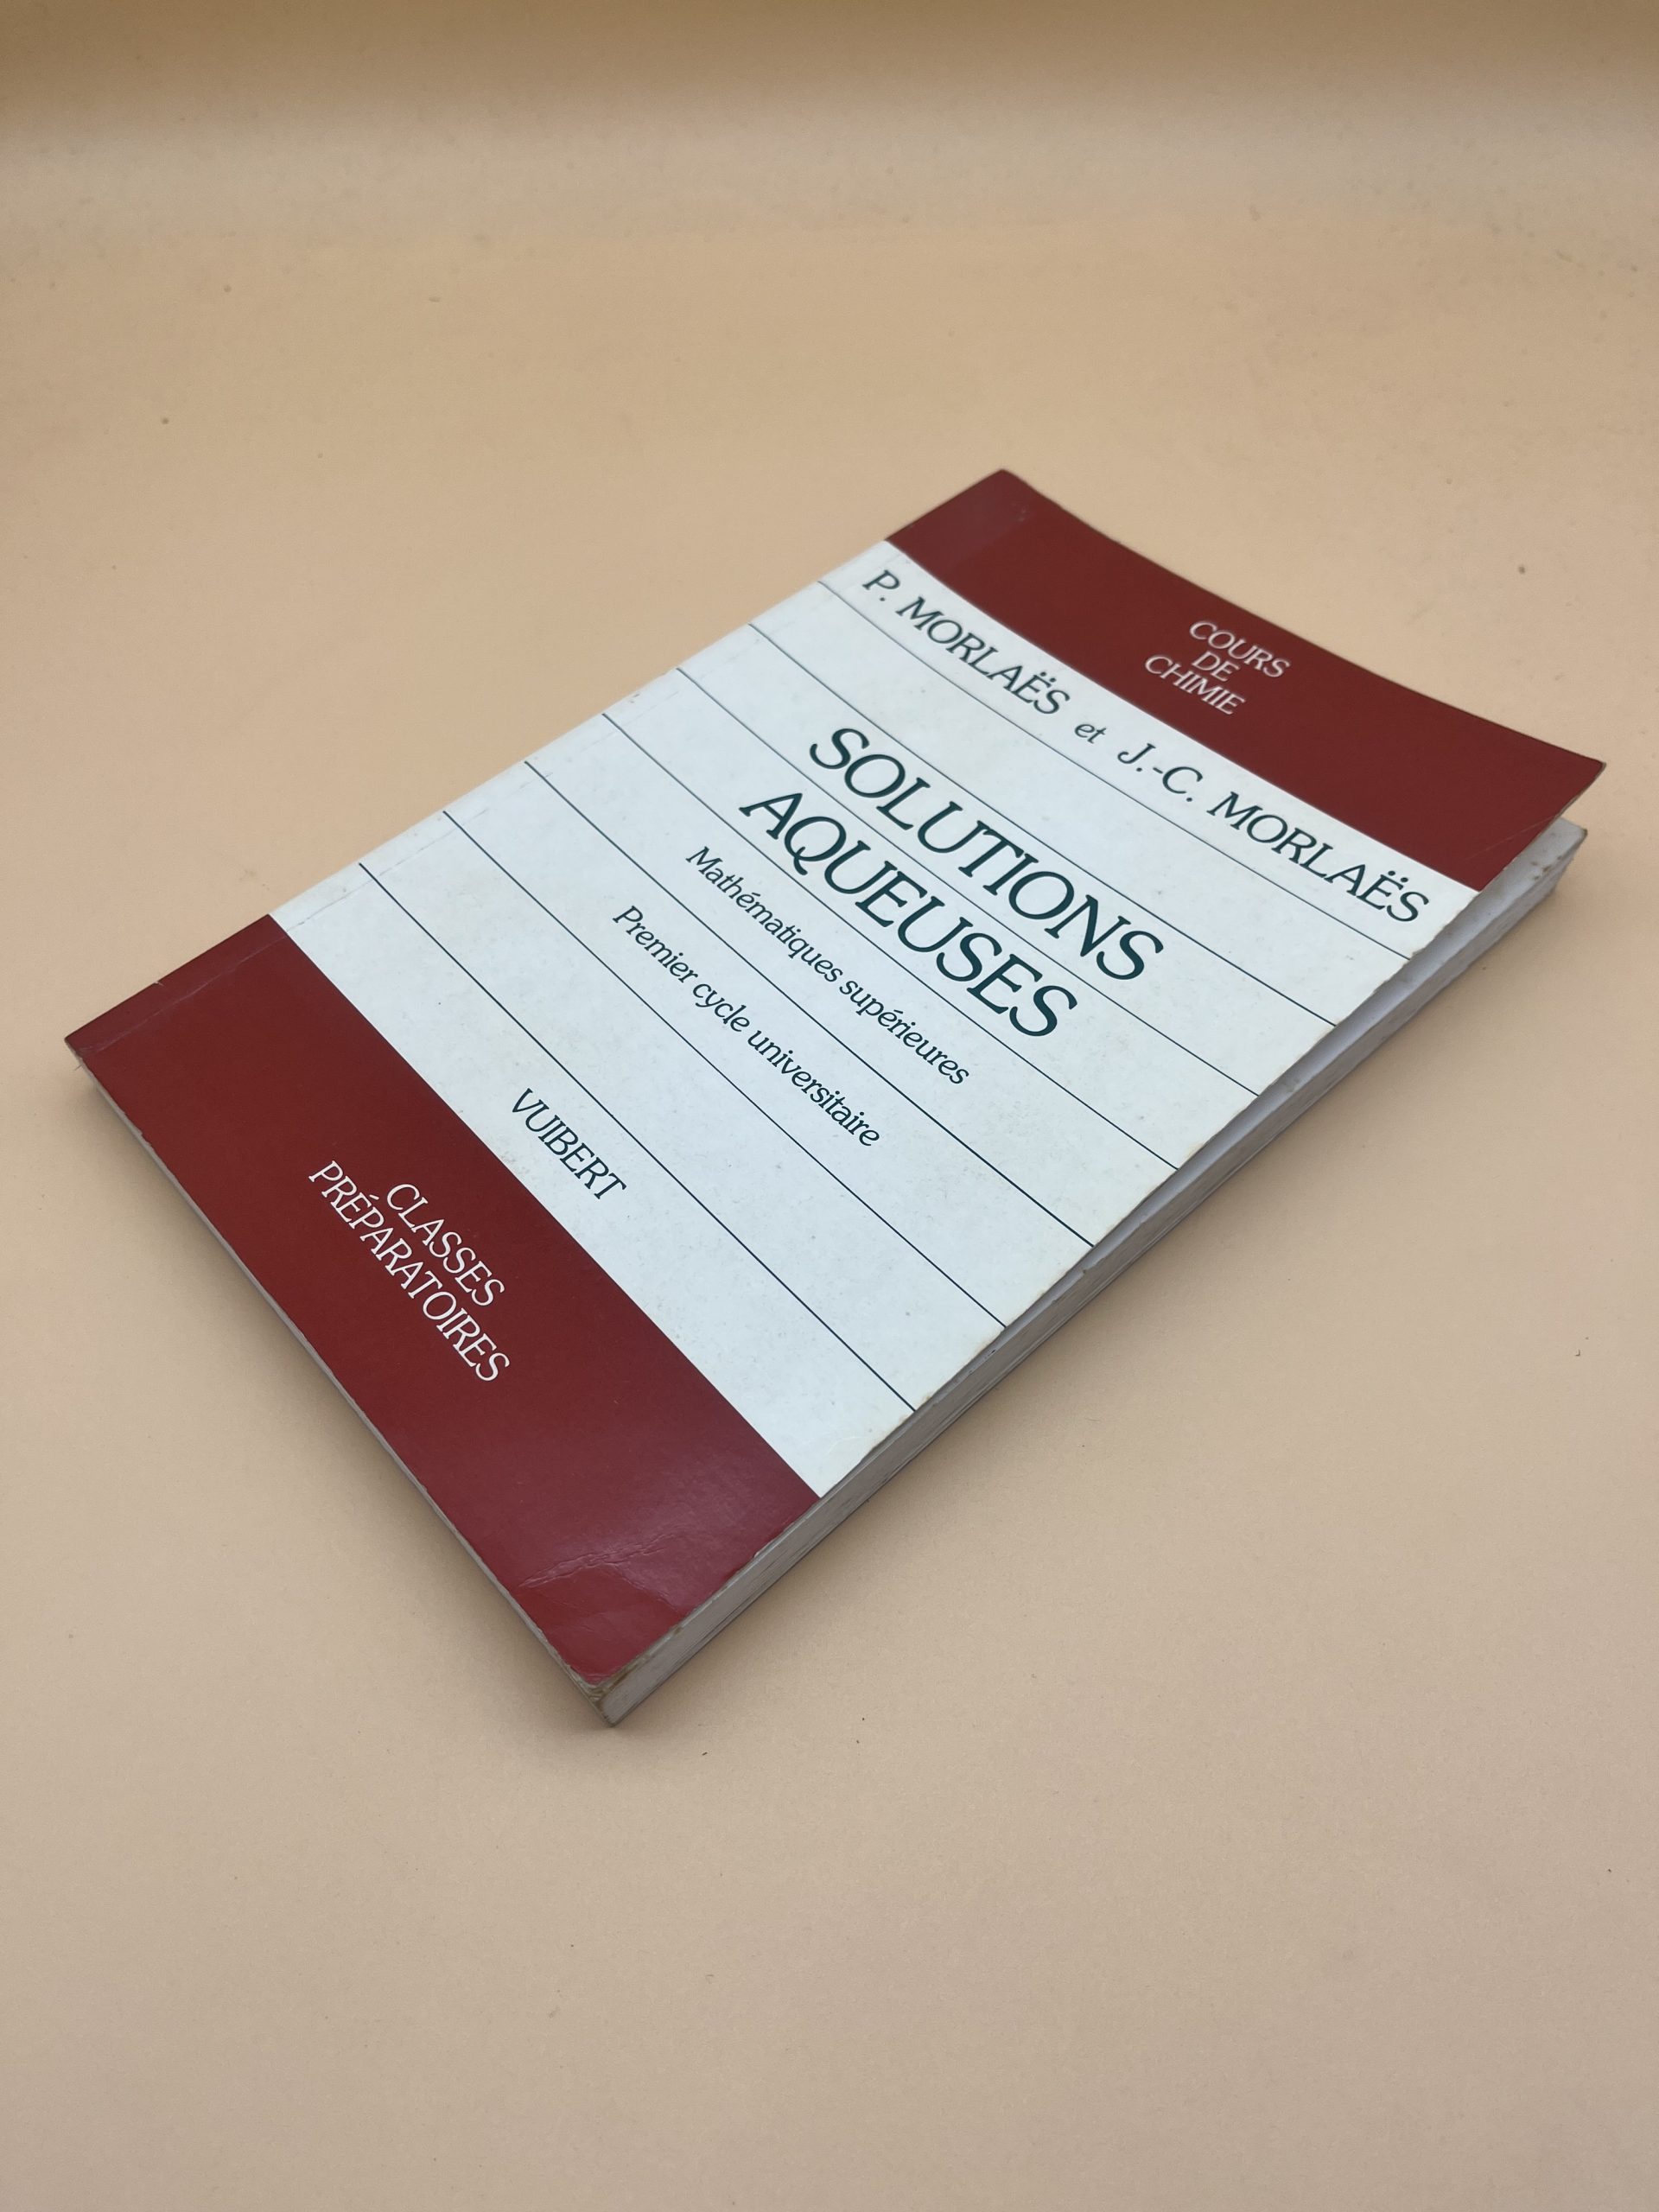 COURS
DE
CHIMIE
P. MORLAËS et J.-C. MORLAËS
SOLUTIONS
AQUEUSES
Mathématiques supérieures
Premier cycle universitaire
VUIBERT
CLASSES
PRÉPARATOIRES